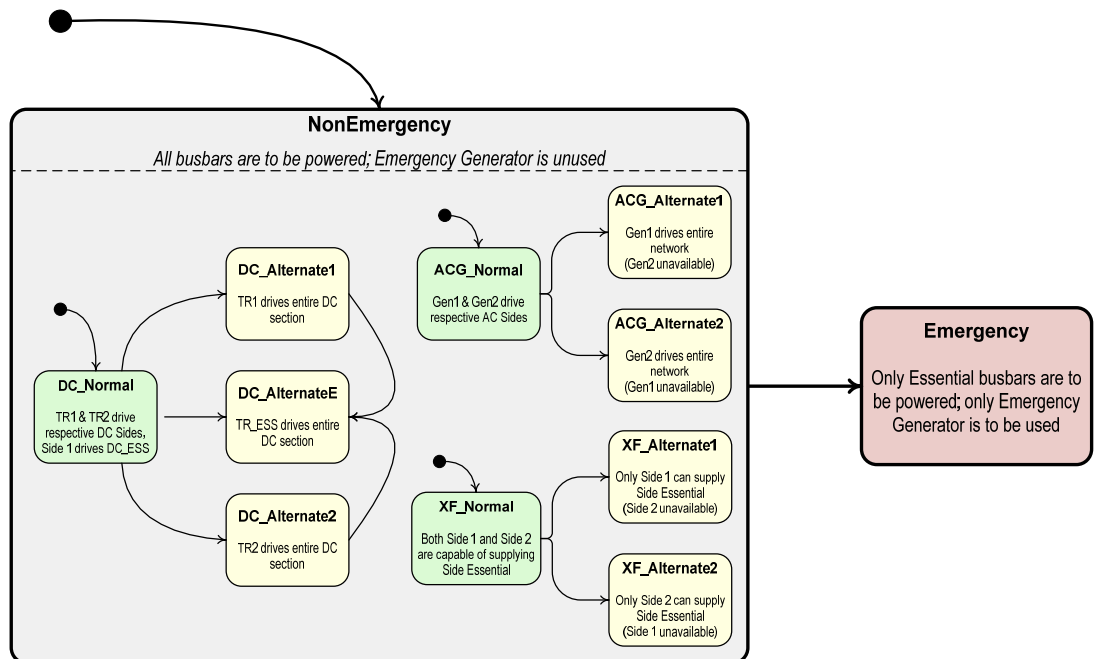 NonEmergency
All busbars are to be powered; Emergency Generator is unused
DC_Normal
TR1 & TR2 drive
respective DC Sides,
Side 1 drives DC_ESS
DC_Alternate1
TR1 drives entire DC
section
DC_AlternateE
TR_ESS drives entire
DC section
DC_Alternate2
TR2 drives entire DC
section
ACG_Normal
Gen1 & Gen2 drive
respective AC Sides
ACG_Alternate1
Gen1 drives entire
network
(Gen2 unavailable)
ACG_Alternate2
Gen2 drives entire
network
(Gen1 unavailable)
XF_Normal
Both Side 1 and Side 2
are capable of supplying
Side Essential
XF_Alternate1
Only Side 1 can supply
Side Essential
(Side 2 unavailable)
XF_Alternate2
Only Side 2 can supply
Side Essential
(Side 1 unavailable)
Emergency
Only Essential busbars are to
be powered; only Emergency
Generator is to be used